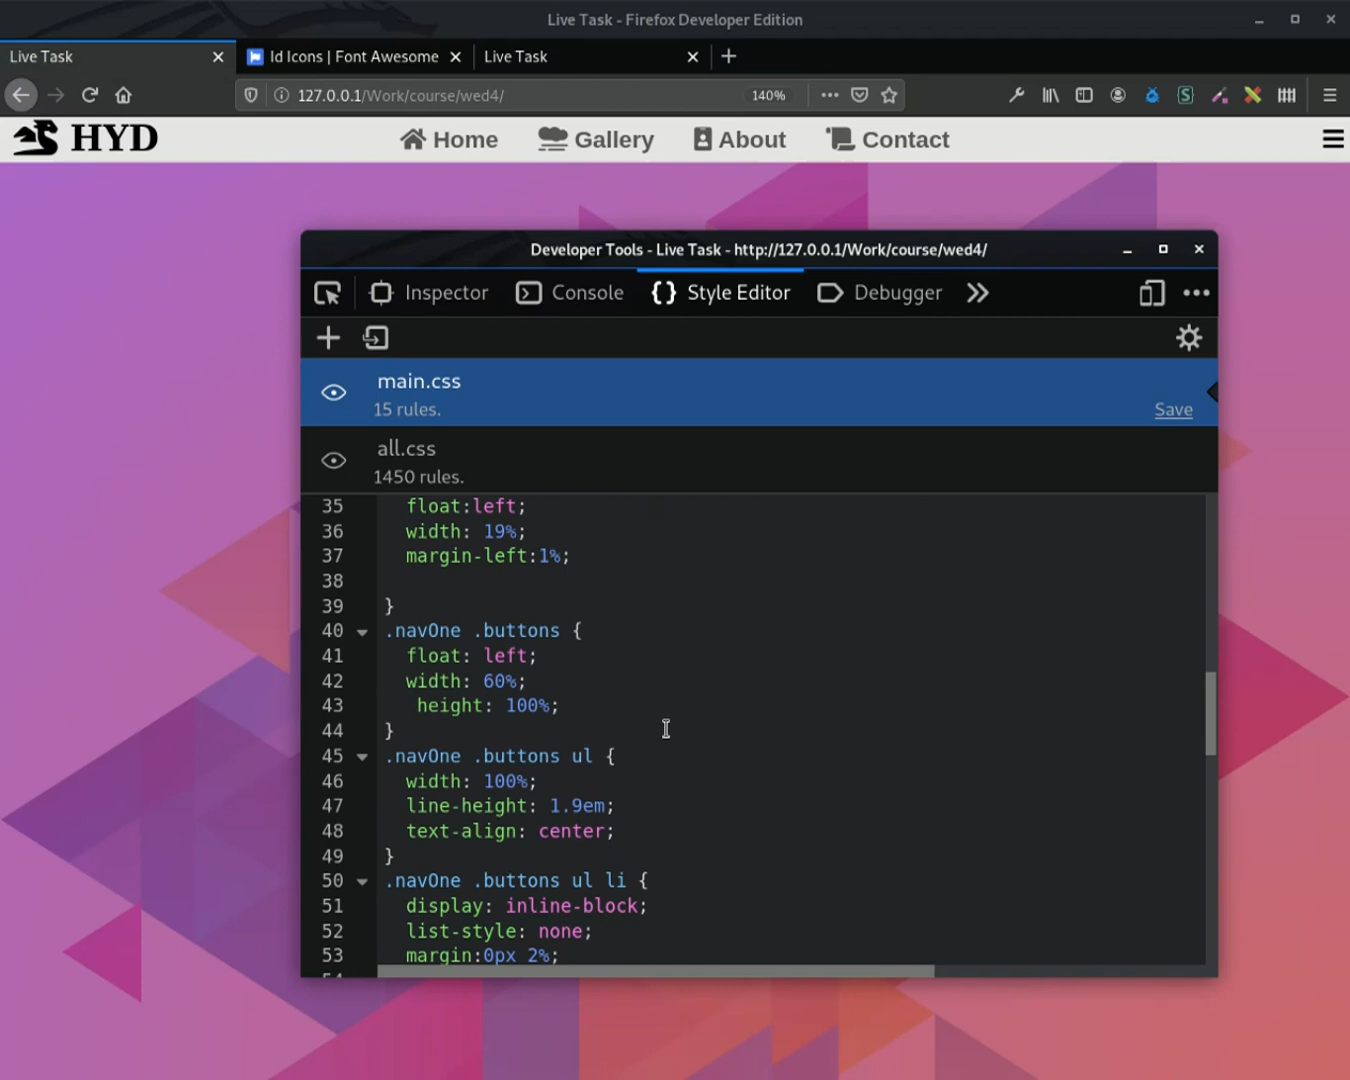 Live Task - Firefox Developer Edition
Live Task
Id Icons | Font Awesome
Live Task
127.0.0.1/Work/course/wed4/
140%
HYD
Home
Gallery
About
Contact
Developer Tools - Live Task - http://127.0.0.1/Work/course/wed4/
Inspector
Console
{} Style Editor
Debugger
main.css
15 rules.
Save
all.css
1450 rules.
35 float:left;
36 width: 19%;
37 margin-left:1%;
38
39 }
40 .navOne .buttons {
41 float: left;
42 width: 60%;
43 height: 100%;
44 }
45 .navOne .buttons ul {
46 width: 100%;
47 line-height: 1.9em;
48 text-align: center;
49 }
50 .navOne .buttons ul li {
51 display: inline-block;
52 list-style: none;
53 margin:0px 2%;